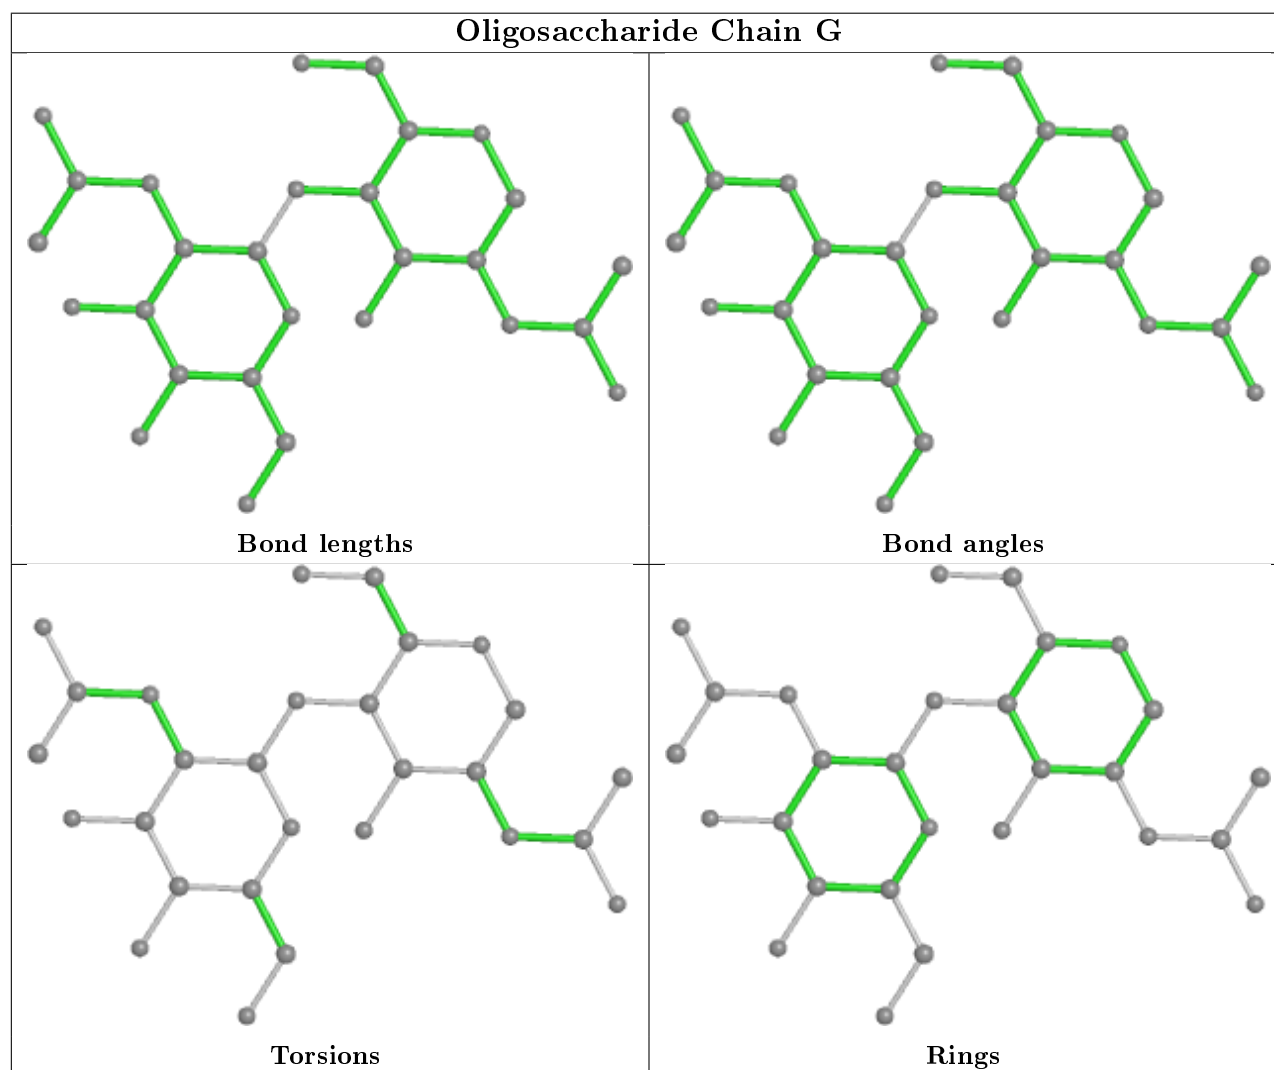 Oligosaccharide Chain G
Bond lengths
Bond angles
Torsions
Rings